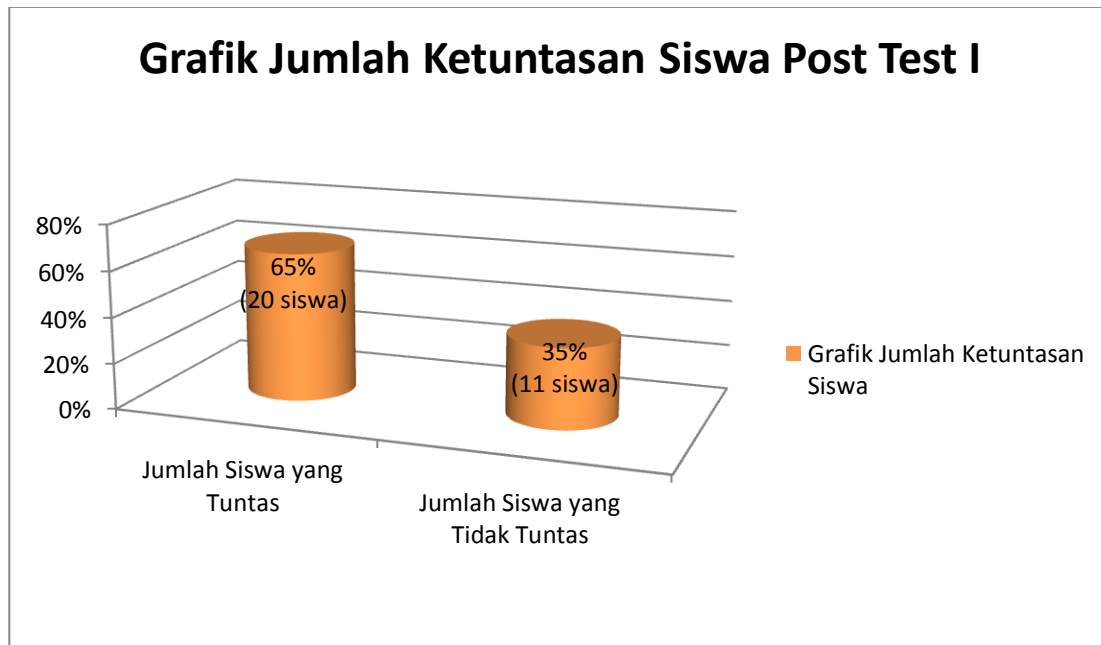 Grafik Jumlah Ketuntasan Siswa Post Test I
80%
60%
40%
20%
0%
65%
(20 siswa)
35%
(11 siswa)
Jumlah Siswa yang
Tuntas
Jumlah Siswa yang
Tidak Tuntas
Grafik Jumlah Ketuntasan
Siswa